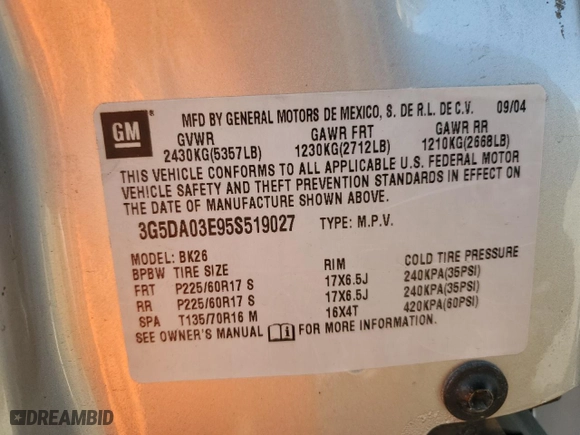 GM
MFD BY GENERAL MOTORS DE MEXICO, S. DE R.L. DE C.V. 09/04
GVWR GAWR FRT GAWR RR
2430KG(5357LB) 1230KG(2712LB) 1210KG(2668LB)
THIS VEHICLE CONFORMS TO ALL APPLICABLE U.S. FEDERAL MOTOR
VEHICLE SAFETY AND THEFT PREVENTION STANDARDS IN EFFECT ON
THE DATE OF MANUFACTURE SHOWN ABOVE.
3G5DA03E95S519027 TYPE: M.P.V.
MODEL: BK26
BPBW TIRE SIZE RIM COLD TIRE PRESSURE
FRT P225/60R17 S 17X6.5J 240KPA(35PSI)
RR P225/60R17 S 17X6.5J 240KPA(35PSI)
SPA T135/70R16 M 16X4T 420KPA(60PSI)
SEE OWNER'S MANUAL FOR MORE INFORMATION.
DREAMBID